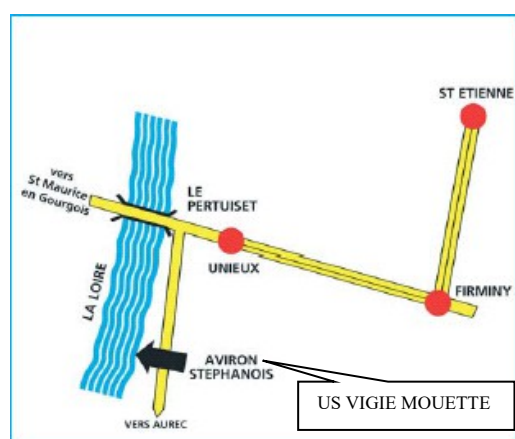 ST ETIENNE
vers
St Maurice
en Gourgois
LE
PERTUISET
UNIEUX
FIRMINY
LA LOIRE
AVIRON
STEPHANOIS
US VIGIE MOUETTE
VERS AUREC